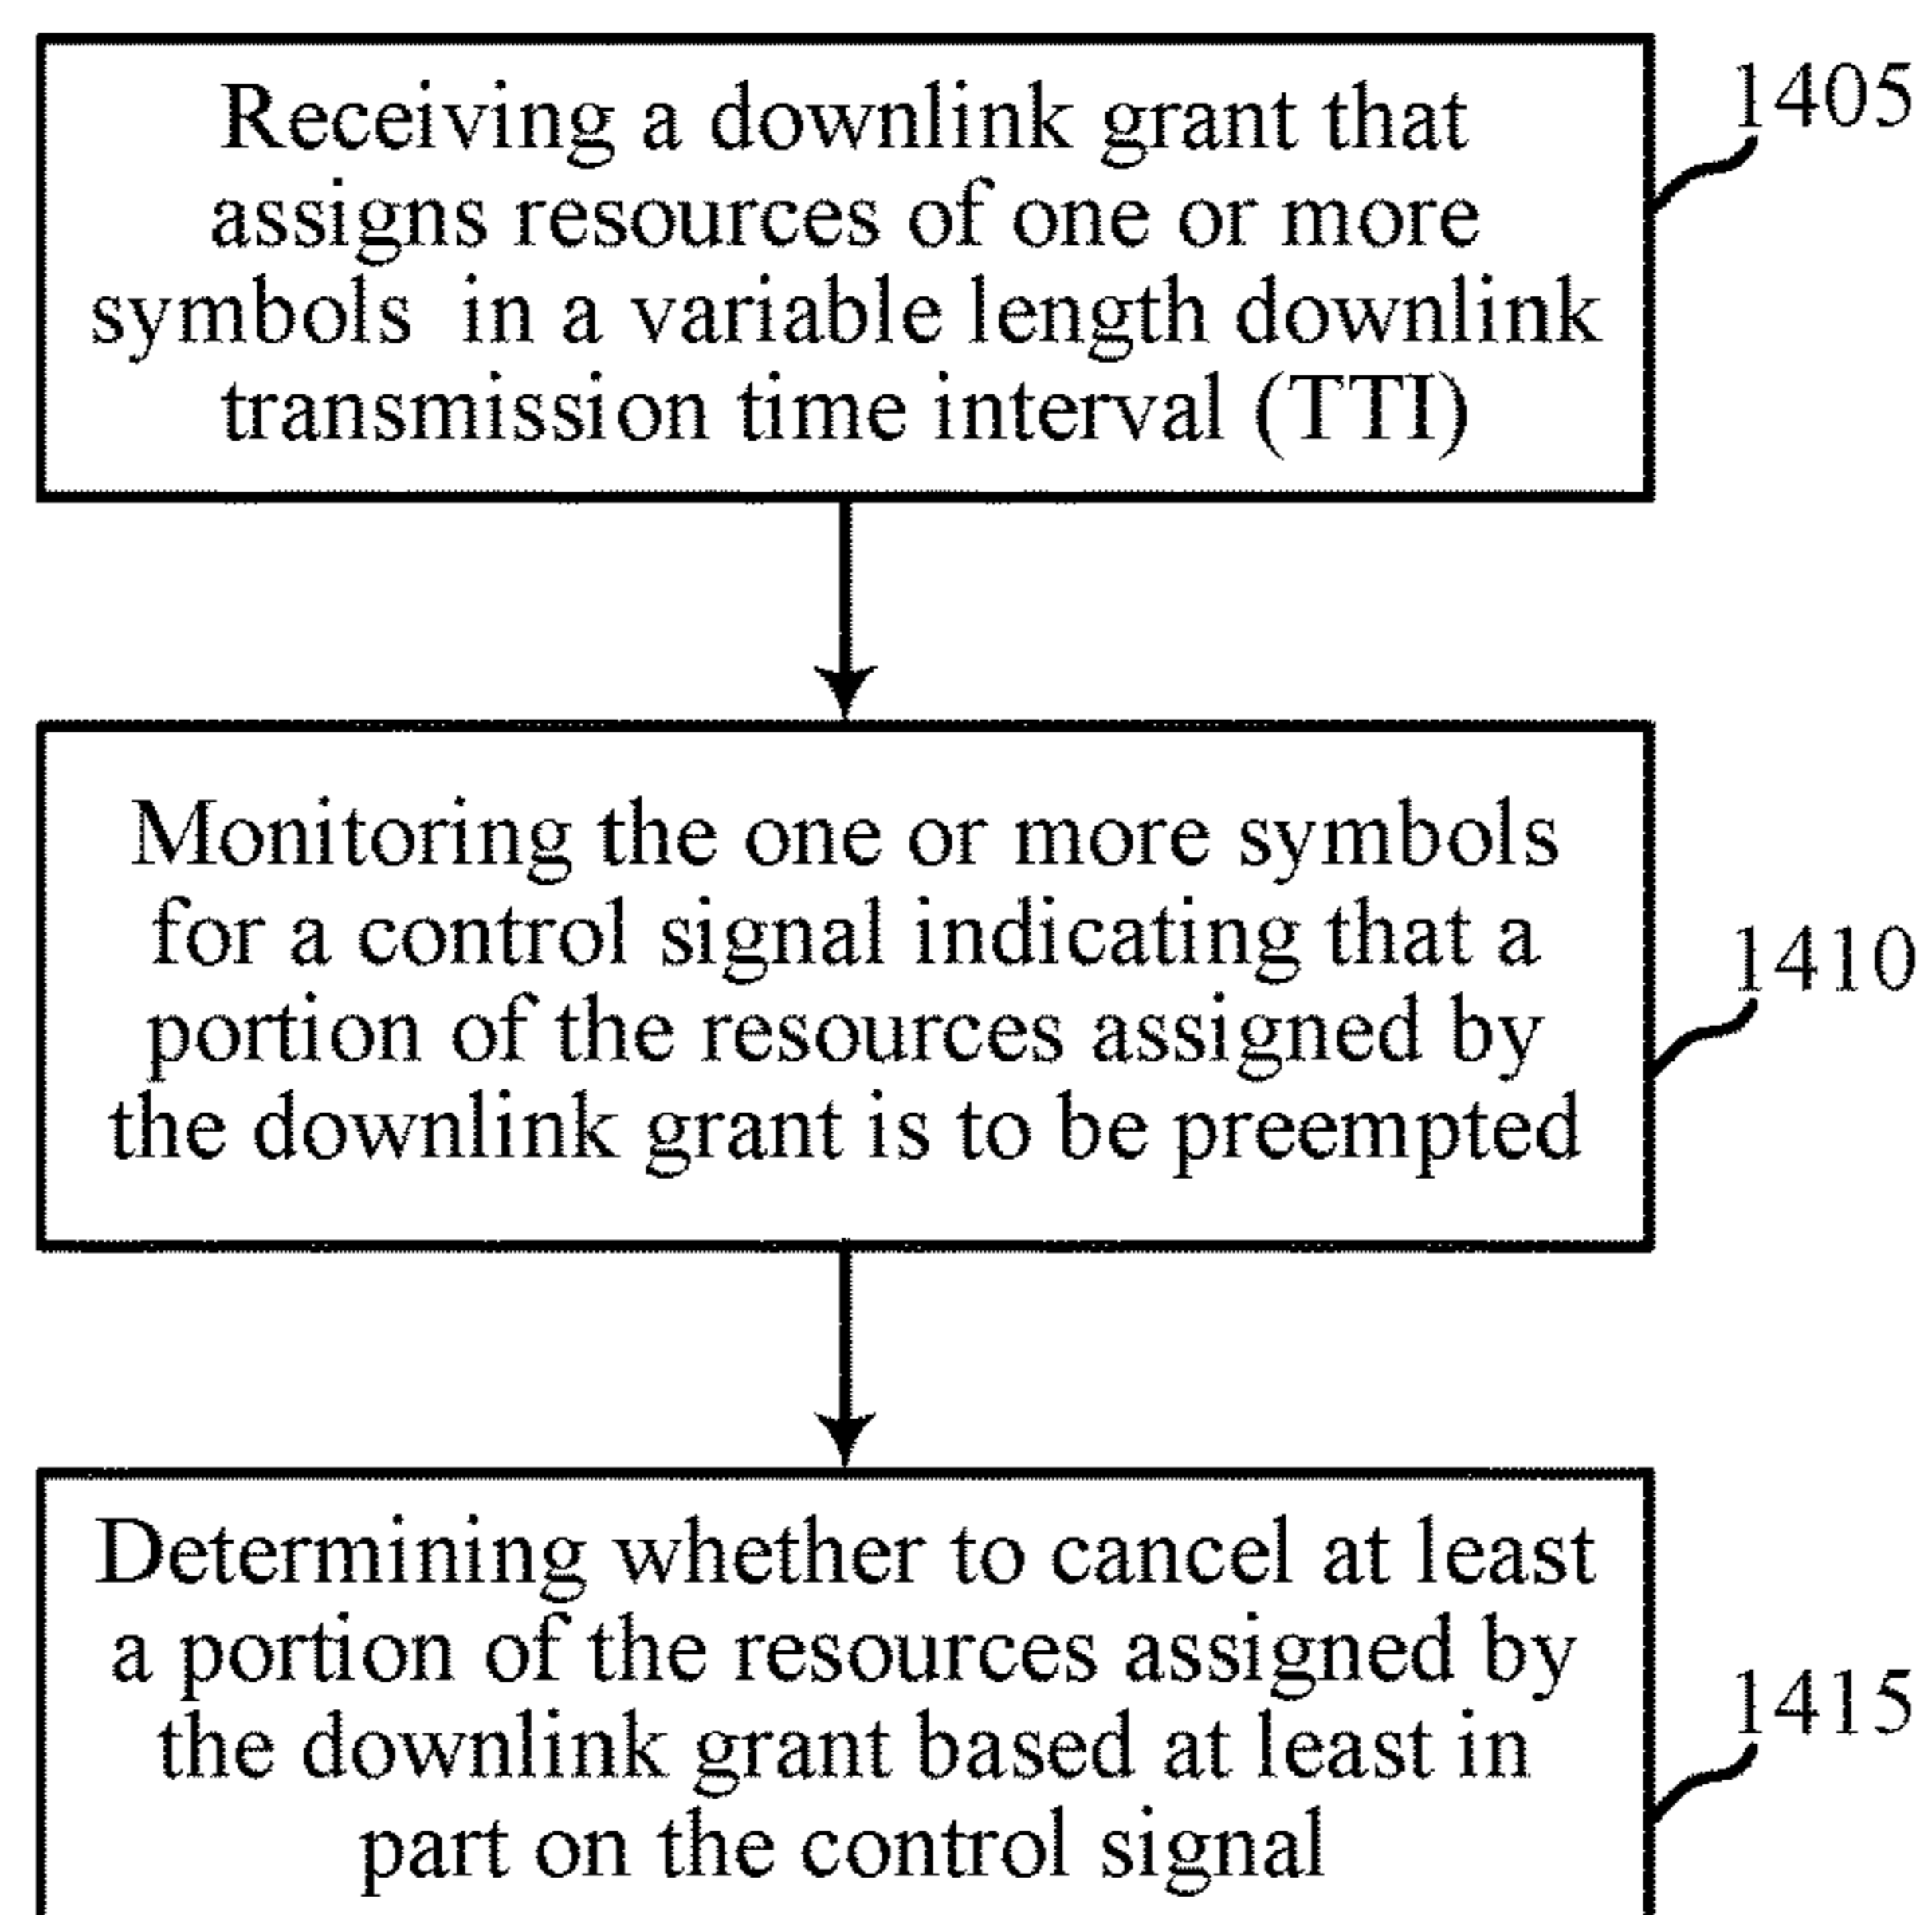 Receiving a downlink grant that
assigns resources of one or more
symbols in a variable length downlink
transmission time interval (TTI)
1405
Monitoring the one or more symbols
for a control signal indicating that a
portion of the resources assigned by
the downlink grant is to be preempted
1410
Determining whether to cancel at least
a portion of the resources assigned by
the downlink grant based at least in
part on the control signal
1415